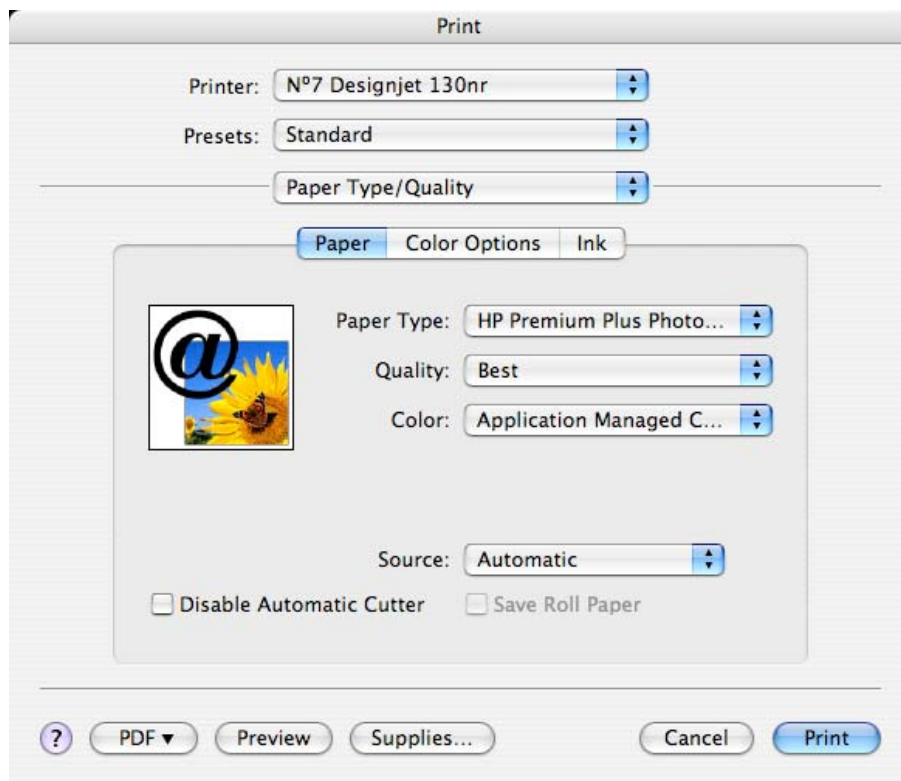 Print
Printer: Nº7 Designjet 130nr
Presets: Standard
Paper Type/Quality
Paper Color Options Ink
@
Paper Type: HP Premium Plus Photo...
Quality: Best
Color: Application Managed C...
Source: Automatic
Disable Automatic Cutter Save Roll Paper
? PDF▼ Preview Supplies... Cancel Print